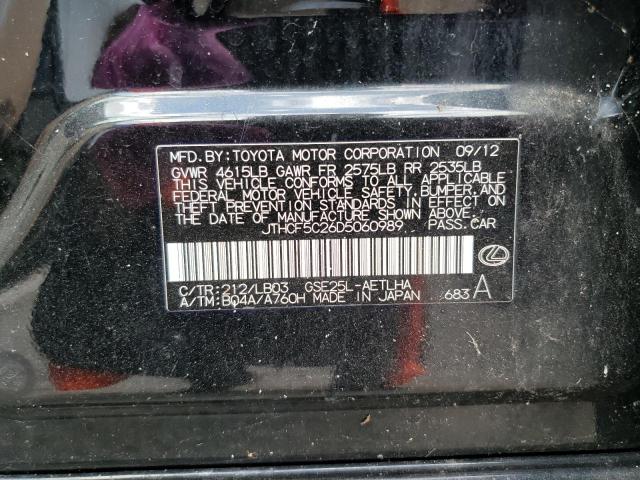 MFD.BY:TOYOTA MOTOR CORPORATION 09/12
GVWR 4615LB GAWR FR 2575LB RR 2535LB
THIS VEHICLE CONFORMS TO ALL APPLICABLE
FEDERAL MOTOR VEHICLE SAFETY, BUMPER, AND
THEFT PREVENTION STANDARDS IN EFFECT ON
THE DATE OF MANUFACTURE SHOWN ABOVE.
JTHCF5C26D5060989 PASS.CAR
C/TR:212/LB03 GSE25L-AETLHA
A/TM:BQ4A/A760H MADE IN JAPAN 683A